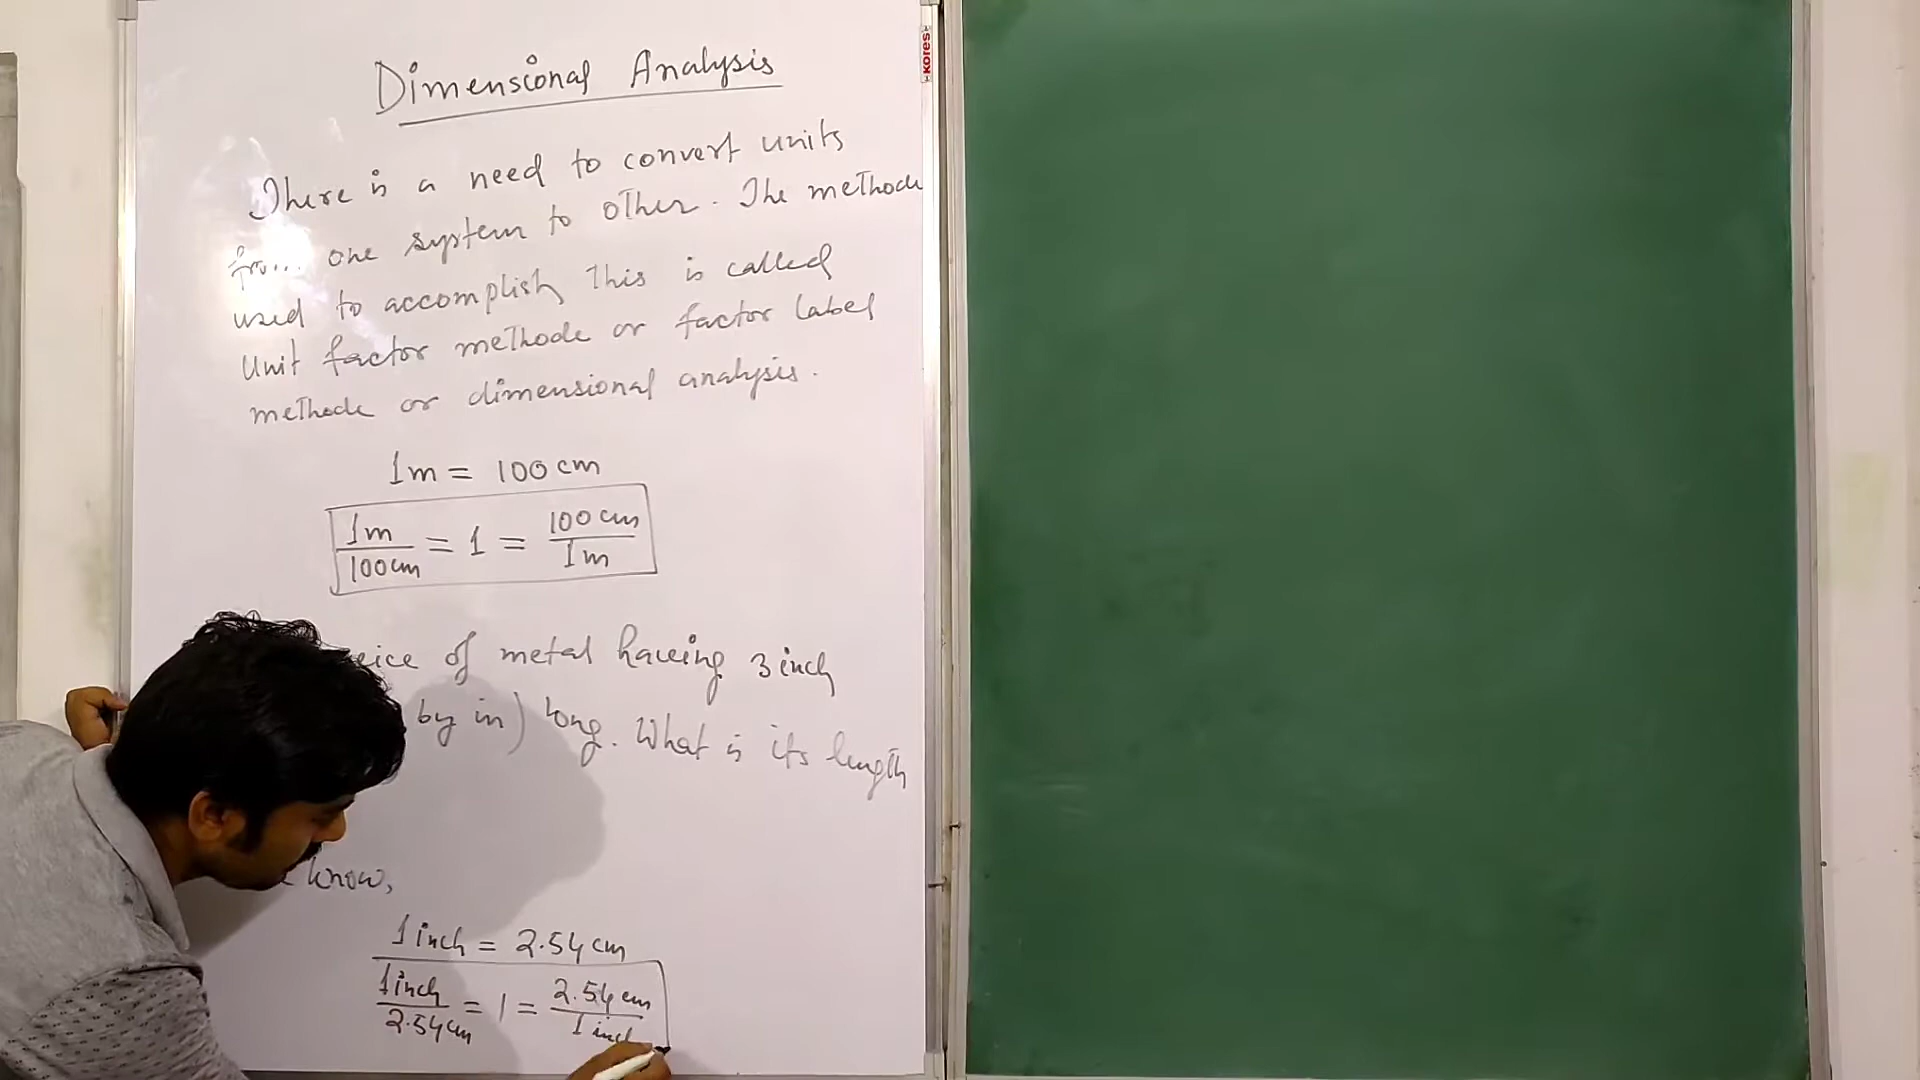 Dimensional Analysis
There is a need to convert units
from one system to other. The methode
used to accomplish this is called
Unit factor methode or factor label
methode or dimensional analysis.
1m = 100 cm
1m/100cm = 1 = 100 cm/1m
of metal haveing 3 inch
by in) long. What is its length
know,
1 inch = 2.54 cm
1 inch/2.54 cm = 1 = 2.54 cm/1 inch
Kores